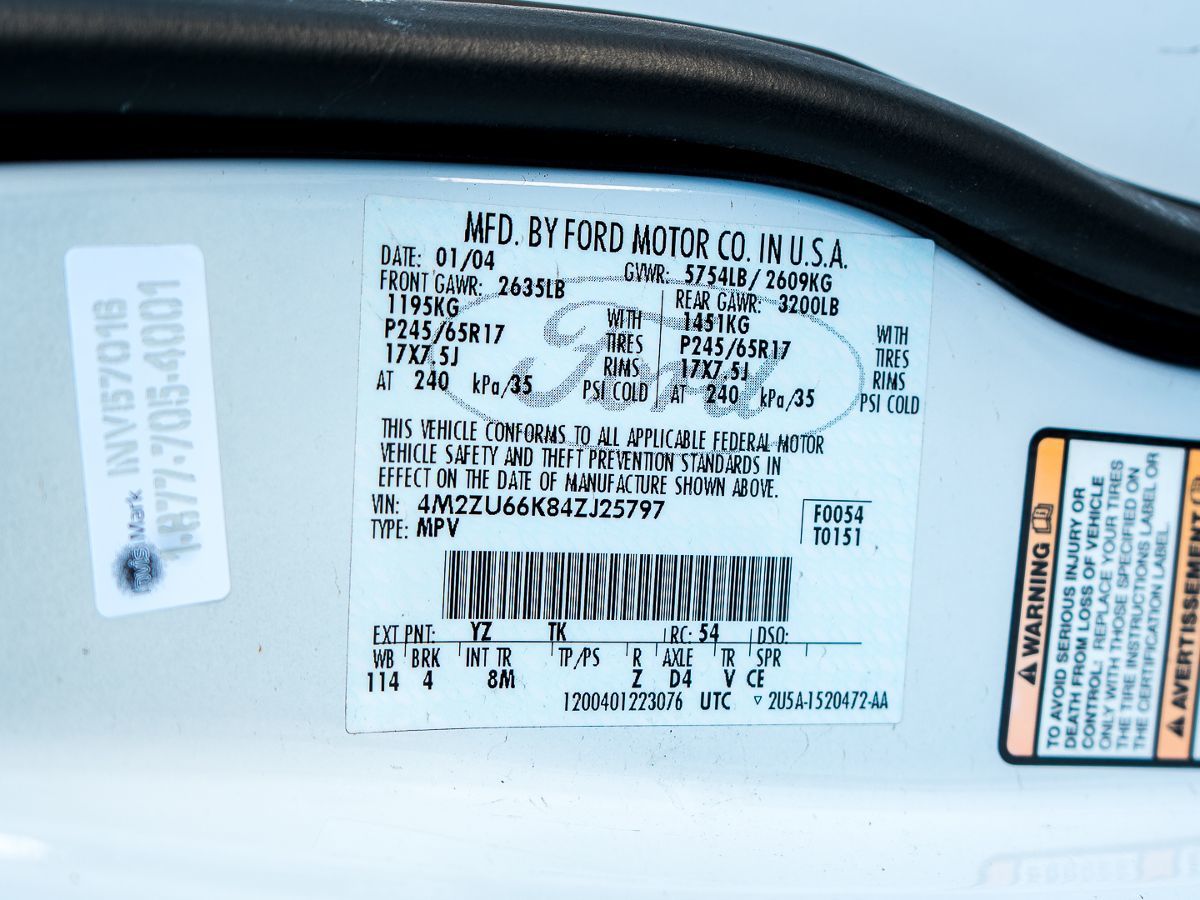 MFD. BY FORD MOTOR CO. IN U.S.A.
DATE: 01/04 GVWR: 5754LB/ 2609KG
FRONT GAWR: 2635LB REAR GAWR: 3200LB
1195KG WITH 1451KG WITH
P245/65R17 TIRES P245/65R17 TIRES
17X7.5J RIMS 17X7.5J RIMS
AT 240 kPa/35 PSI COLD AT 240 kPa/35 PSI COLD
Ford
THIS VEHICLE CONFORMS TO ALL APPLICABLE FEDERAL MOTOR
VEHICLE SAFETY AND THEFT PREVENTION STANDARDS IN
EFFECT ON THE DATE OF MANUFACTURE SHOWN ABOVE.
VIN: 4M2ZU66K84ZJ25797 F0054
TYPE: MPV T0151
EXT PNT: YZ TK RC: 54 DSO:
WB BRK INT TR TP/PS R AXLE TR SPR
114 4 8M Z D4 V CE
1200401223076 UTC ▽ 2U5A-1520472-AA
INV557016
1-877-705-4001
nvis Mark
WARNING
TO AVOID SERIOUS INJURY OR
DEATH FROM LOSS OF VEHICLE
CONTROL: REPLACE YOUR TIRES
ONLY WITH THOSE SPECIFIED ON
THE TIRE INSTRUCTIONS LABEL OR
THE CERTIFICATION LABEL.
AVERTISSEMENT